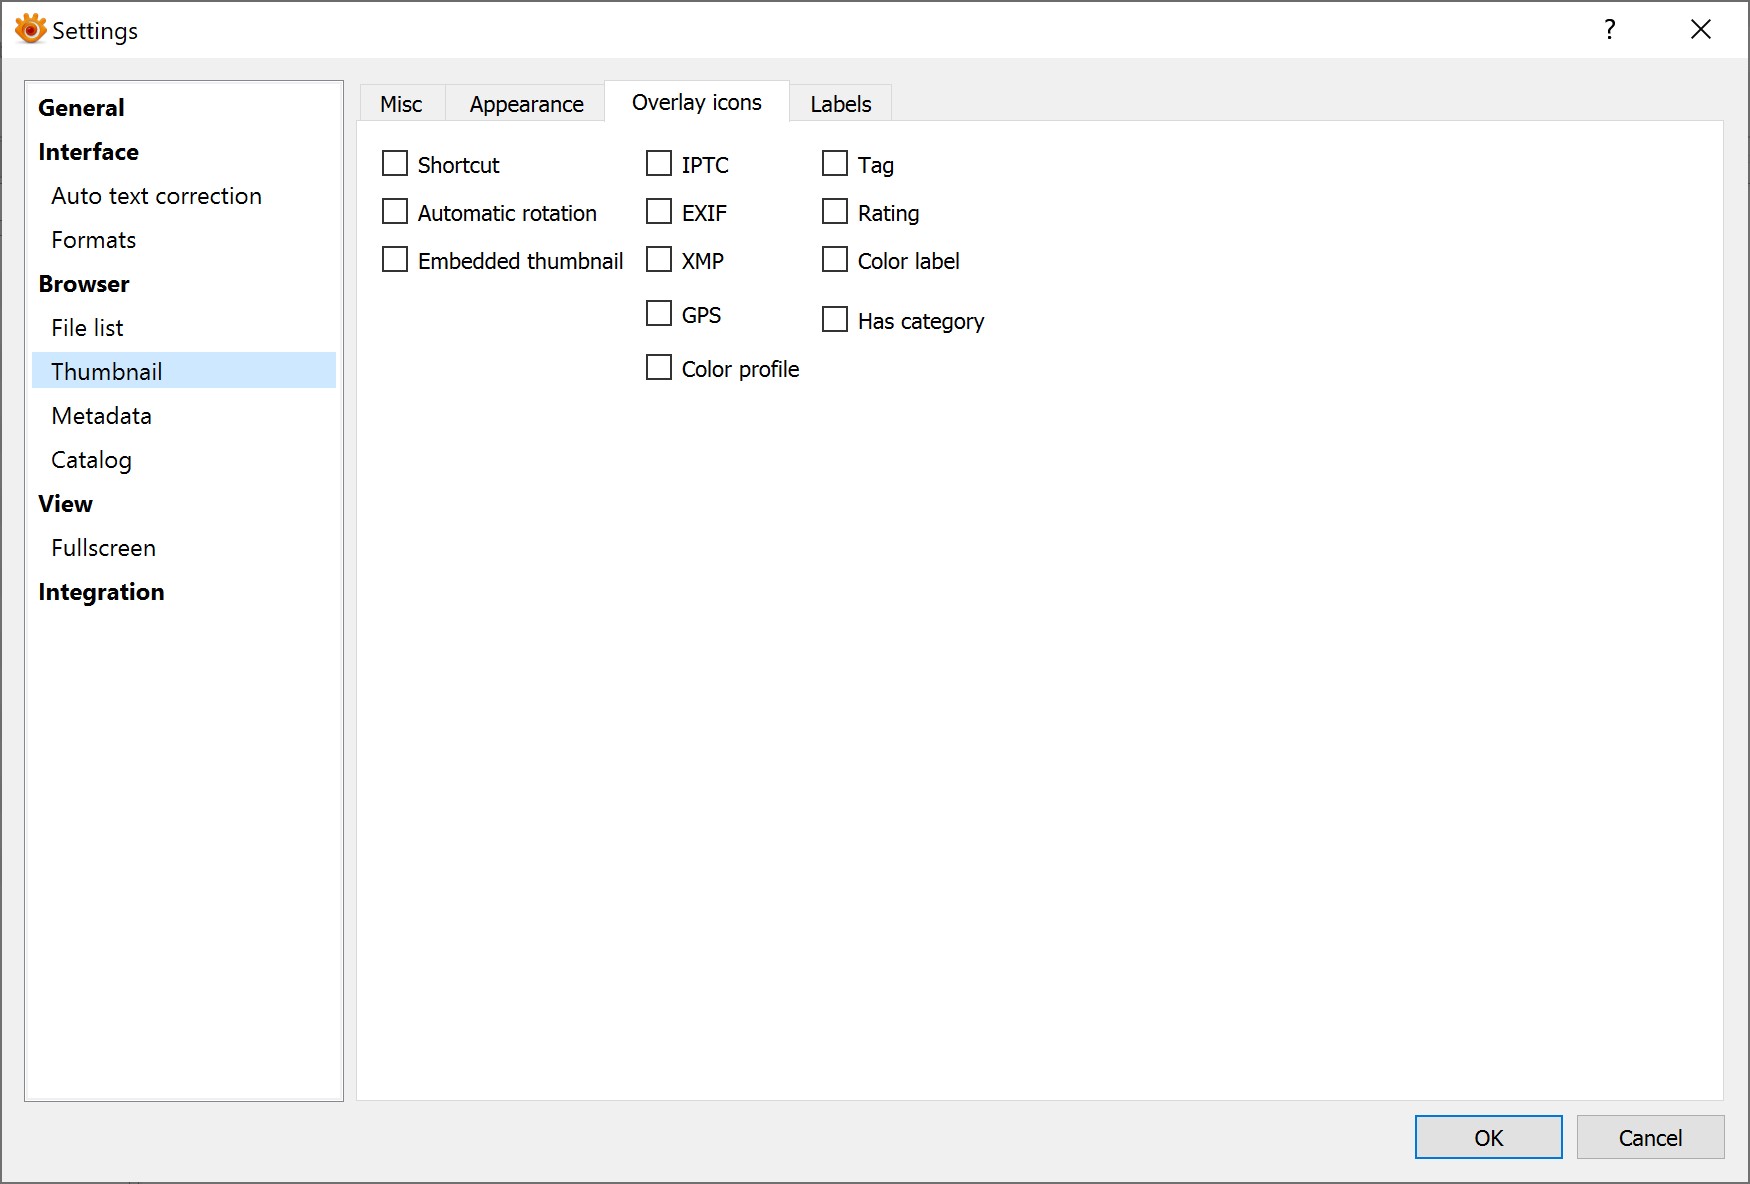 Settings
?
General
Interface
Auto text correction
Formats
Browser
File list
Thumbnail
Metadata
Catalog
View
Fullscreen
Integration
Misc
Appearance
Overlay icons
Labels
Shortcut
Automatic rotation
Embedded thumbnail
IPTC
EXIF
XMP
GPS
Color profile
Tag
Rating
Color label
Has category
OK
Cancel